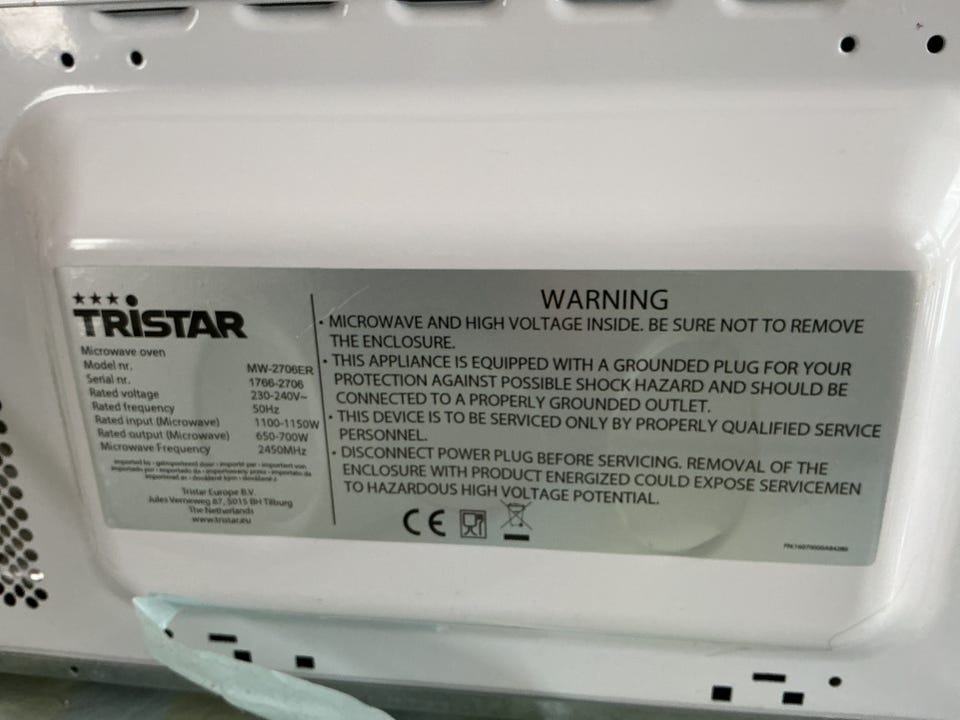 TRISTAR
Microwave oven
Model nr. MW-2706ER
Serial nr. 1766-2706
Rated voltage 230-240V~
Rated frequency 50Hz
Rated input (Microwave) 1100-1150W
Rated output (Microwave) 650-700W
Microwave Frequency 2450MHz
Tristar Europe B.V.
Jules Verneweg 87, 5015 BH Tilburg
The Netherlands
www.tristar.eu
WARNING
• MICROWAVE AND HIGH VOLTAGE INSIDE. BE SURE NOT TO REMOVE
THE ENCLOSURE.
• THIS APPLIANCE IS EQUIPPED WITH A GROUNDED PLUG FOR YOUR
PROTECTION AGAINST POSSIBLE SHOCK HAZARD AND SHOULD BE
CONNECTED TO A PROPERLY GROUNDED OUTLET.
• THIS DEVICE IS TO BE SERVICED ONLY BY PROPERLY QUALIFIED SERVICE
PERSONNEL.
• DISCONNECT POWER PLUG BEFORE SERVICING. REMOVAL OF THE
ENCLOSURE WITH PRODUCT ENERGIZED COULD EXPOSE SERVICEMEN
TO HAZARDOUS HIGH VOLTAGE POTENTIAL.
CE